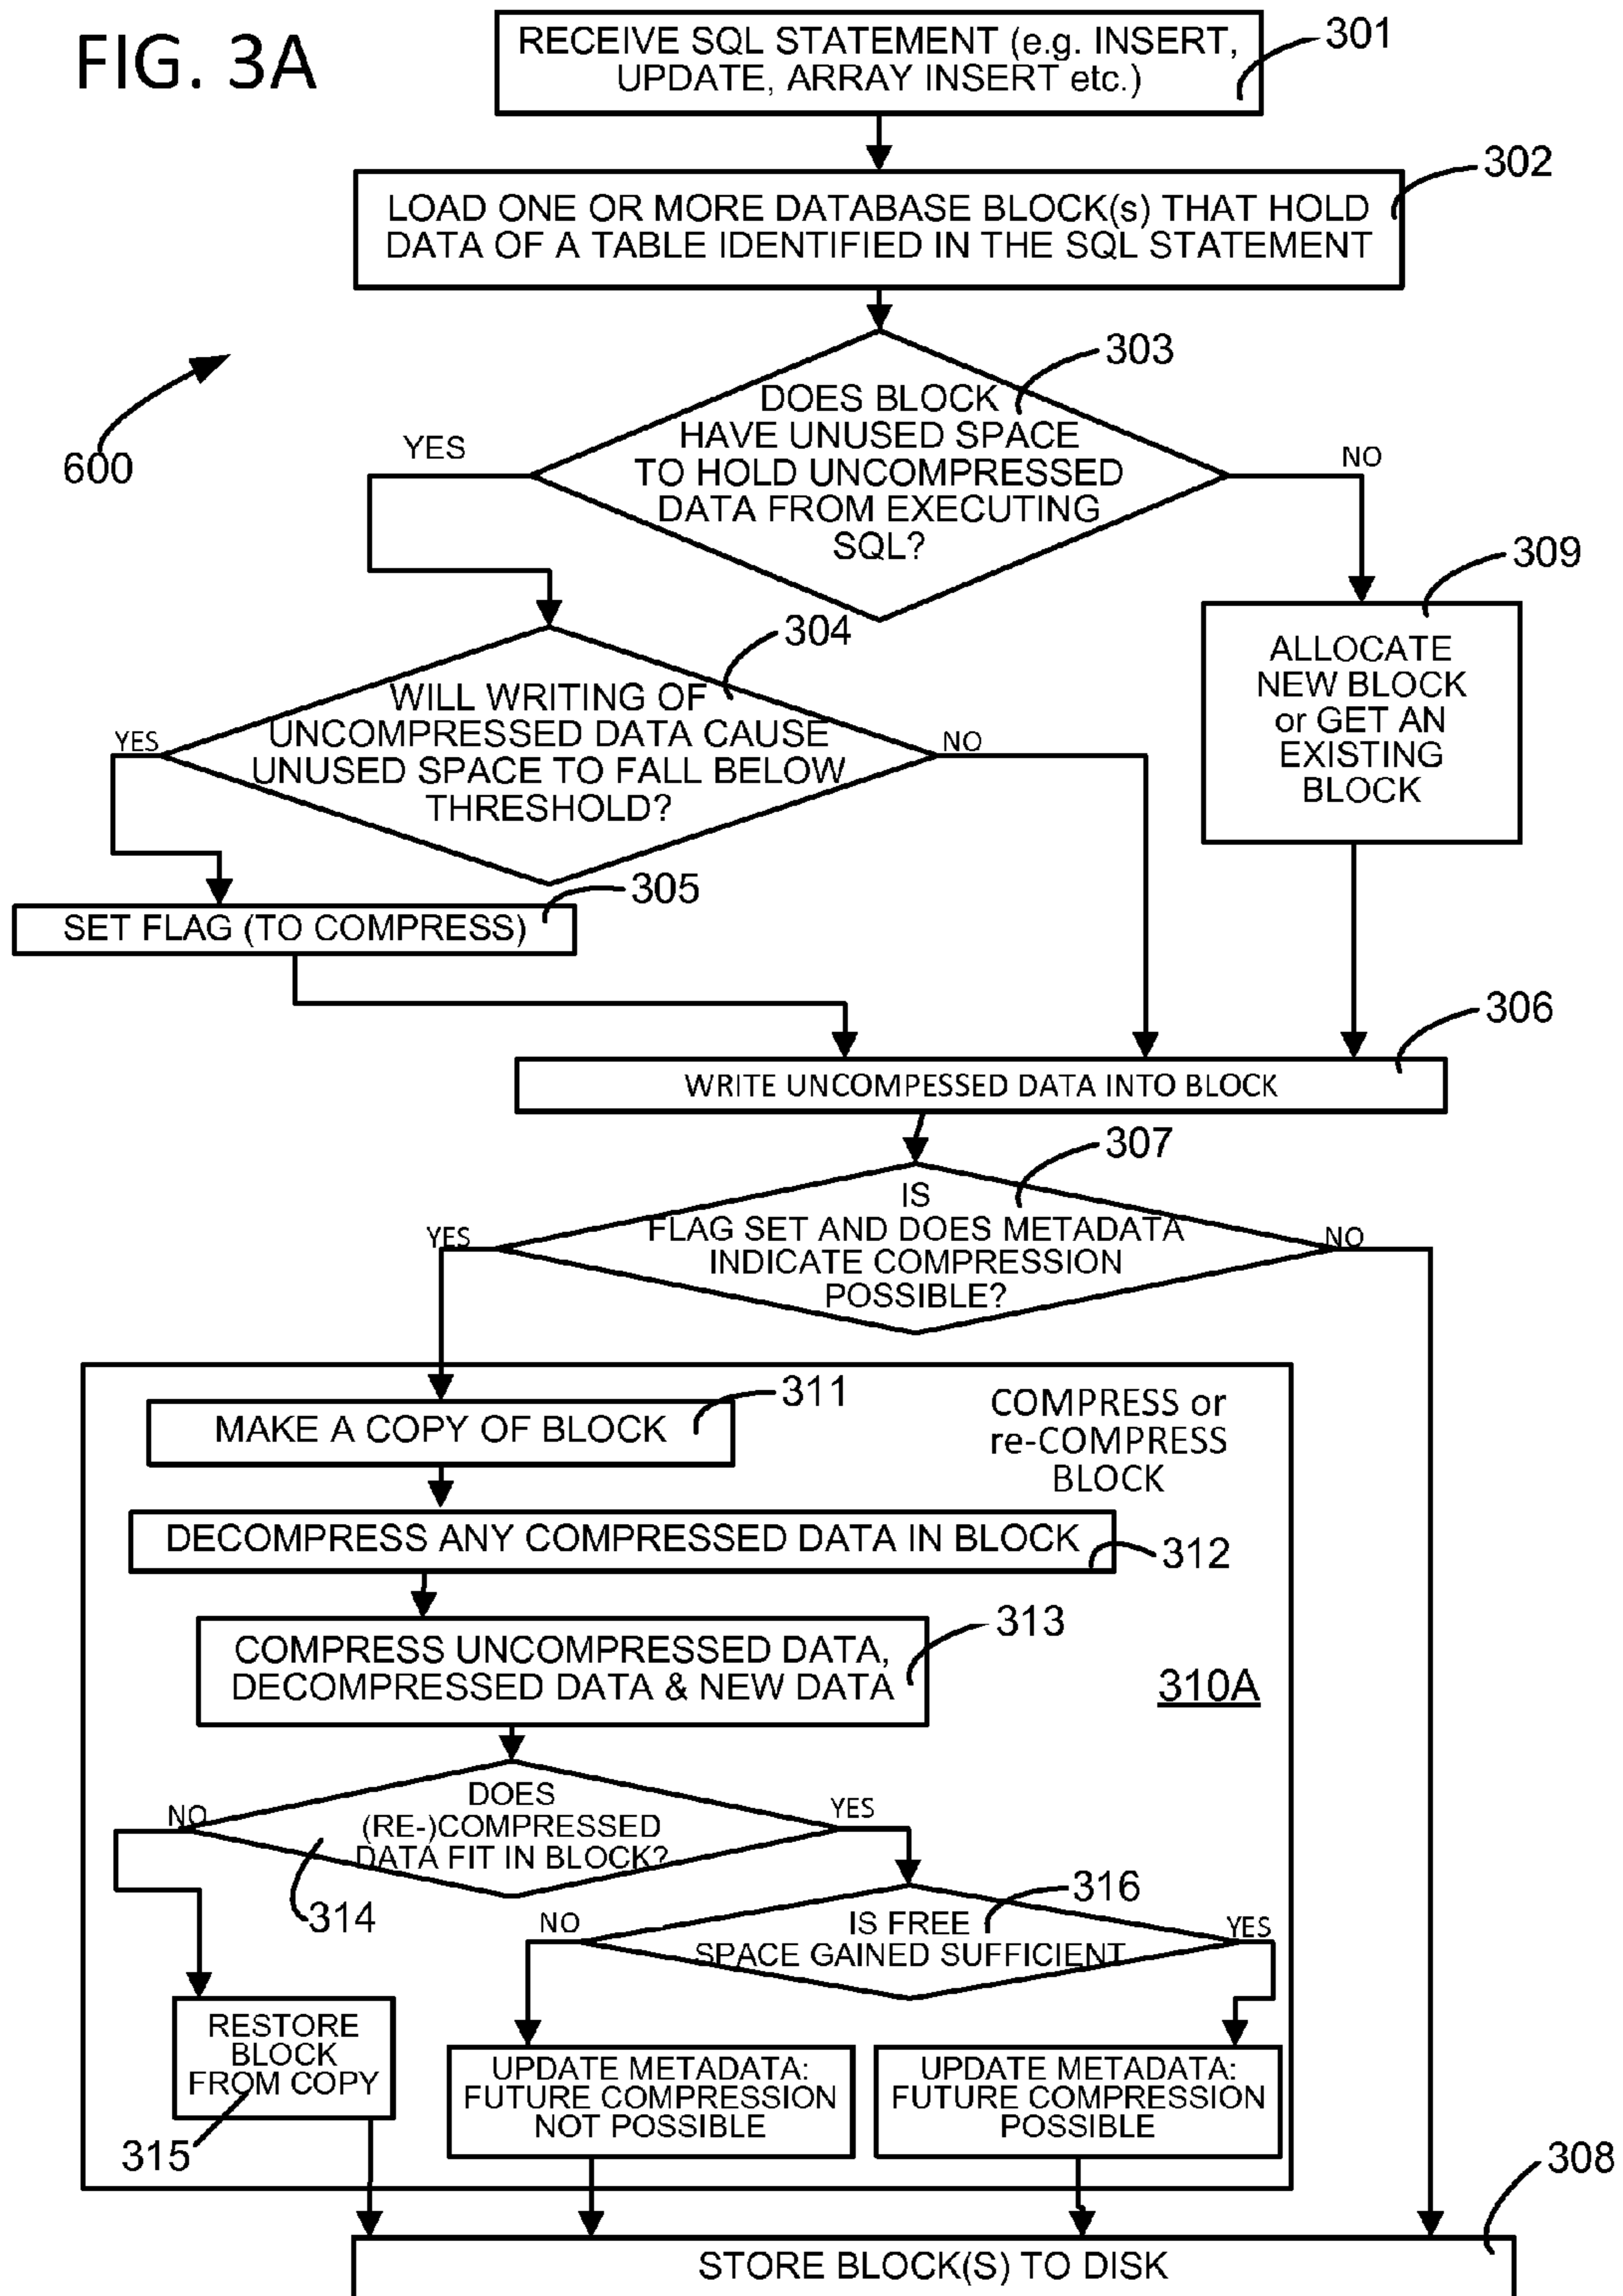 FIG. 3A
RECEIVE SQL STATEMENT (e.g. INSERT,
UPDATE, ARRAY INSERT etc.)
301
302
LOAD ONE OR MORE DATABASE BLOCK(s) THAT HOLD
DATA OF A TABLE IDENTIFIED IN THE SQL STATEMENT
303
600
DOES BLOCK
HAVE UNUSED SPACE
TO HOLD UNCOMPRESSED
DATA FROM EXECUTING
SQL?
YES
NO
309
ALLOCATE
NEW BLOCK
or GET AN
EXISTING
BLOCK
304
WILL WRITING OF
UNCOMPRESSED DATA CAUSE
UNUSED SPACE TO FALL BELOW
THRESHOLD?
YES
NO
305
SET FLAG (TO COMPRESS)
306
WRITE UNCOMPESSED DATA INTO BLOCK
307
IS
FLAG SET AND DOES METADATA
INDICATE COMPRESSION
POSSIBLE?
YES
NO
311
MAKE A COPY OF BLOCK
COMPRESS or
re-COMPRESS
BLOCK
DECOMPRESS ANY COMPRESSED DATA IN BLOCK
312
313
COMPRESS UNCOMPRESSED DATA,
DECOMPRESSED DATA & NEW DATA
310A
DOES
(RE-)COMPRESSED
DATA FIT IN BLOCK?
NO
YES
314
316
IS FREE
SPACE GAINED SUFFICIENT
NO
YES
RESTORE
BLOCK
FROM COPY
315
UPDATE METADATA:
FUTURE COMPRESSION
NOT POSSIBLE
UPDATE METADATA:
FUTURE COMPRESSION
POSSIBLE
308
STORE BLOCK(S) TO DISK